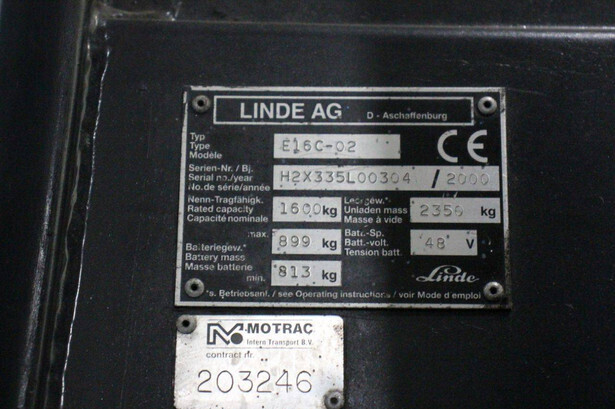 LINDE AG D - Aschaffenburg
Typ
Type
Modèle
E16C-02
CE
Serien-Nr. / Bj.
Serial no./year
No.de série/année
H2X335L00304 / 2000
Nenn-Tragfähigk.
Rated capacity
Capacité nominale
1600 kg
Leergew.*
Unladen mass
Masse à vide
2350 kg
Batteriegew.*
Battery mass
Masse batterie
max. 899 kg
min. 813 kg
Batt.-Sp.
Batt.-volt.
Tension batt.
48 V
Linde
*s. Betriebsanl. / see Operating instructions / voir Mode d emploi
MOTRAC
Intern Transport B.V.
contract nr.
203246